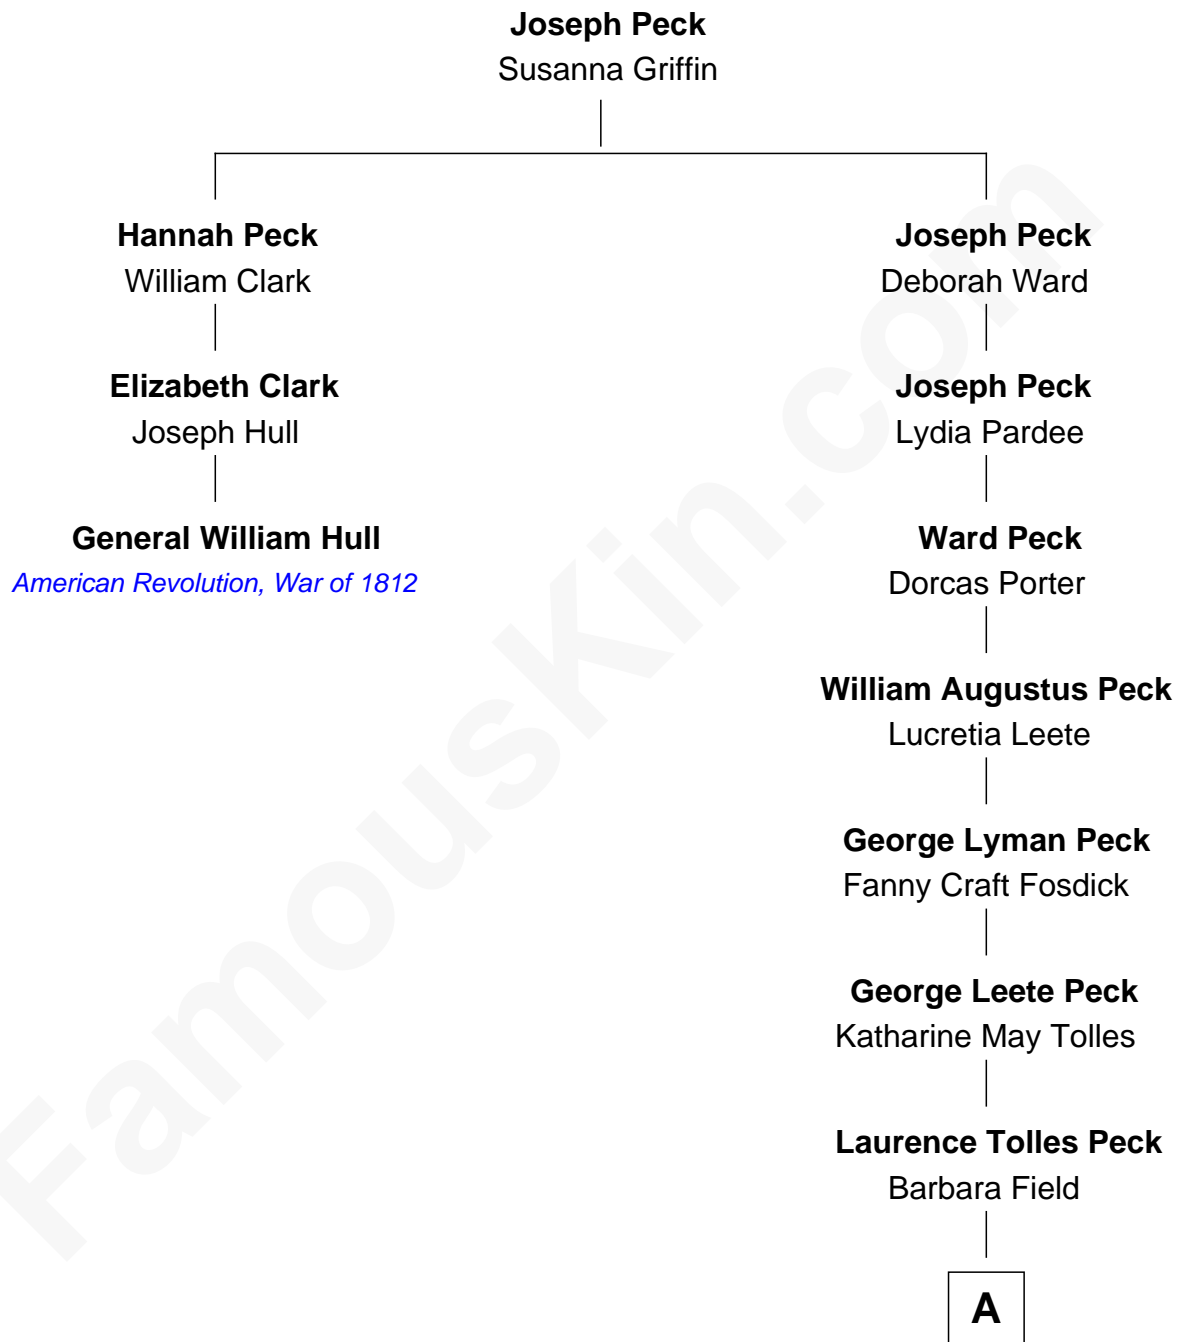 Joseph Peck
Susanna Griffin
Hannah Peck
William Clark
Joseph Peck
Deborah Ward
Elizabeth Clark
Joseph Hull
Joseph Peck
Lydia Pardee
General William Hull
American Revolution, War of 1812
Ward Peck
Dorcas Porter
William Augustus Peck
Lucretia Leete
George Lyman Peck
Fanny Craft Fosdick
George Leete Peck
Katharine May Tolles
Laurence Tolles Peck
Barbara Field
A
FamousKin.com